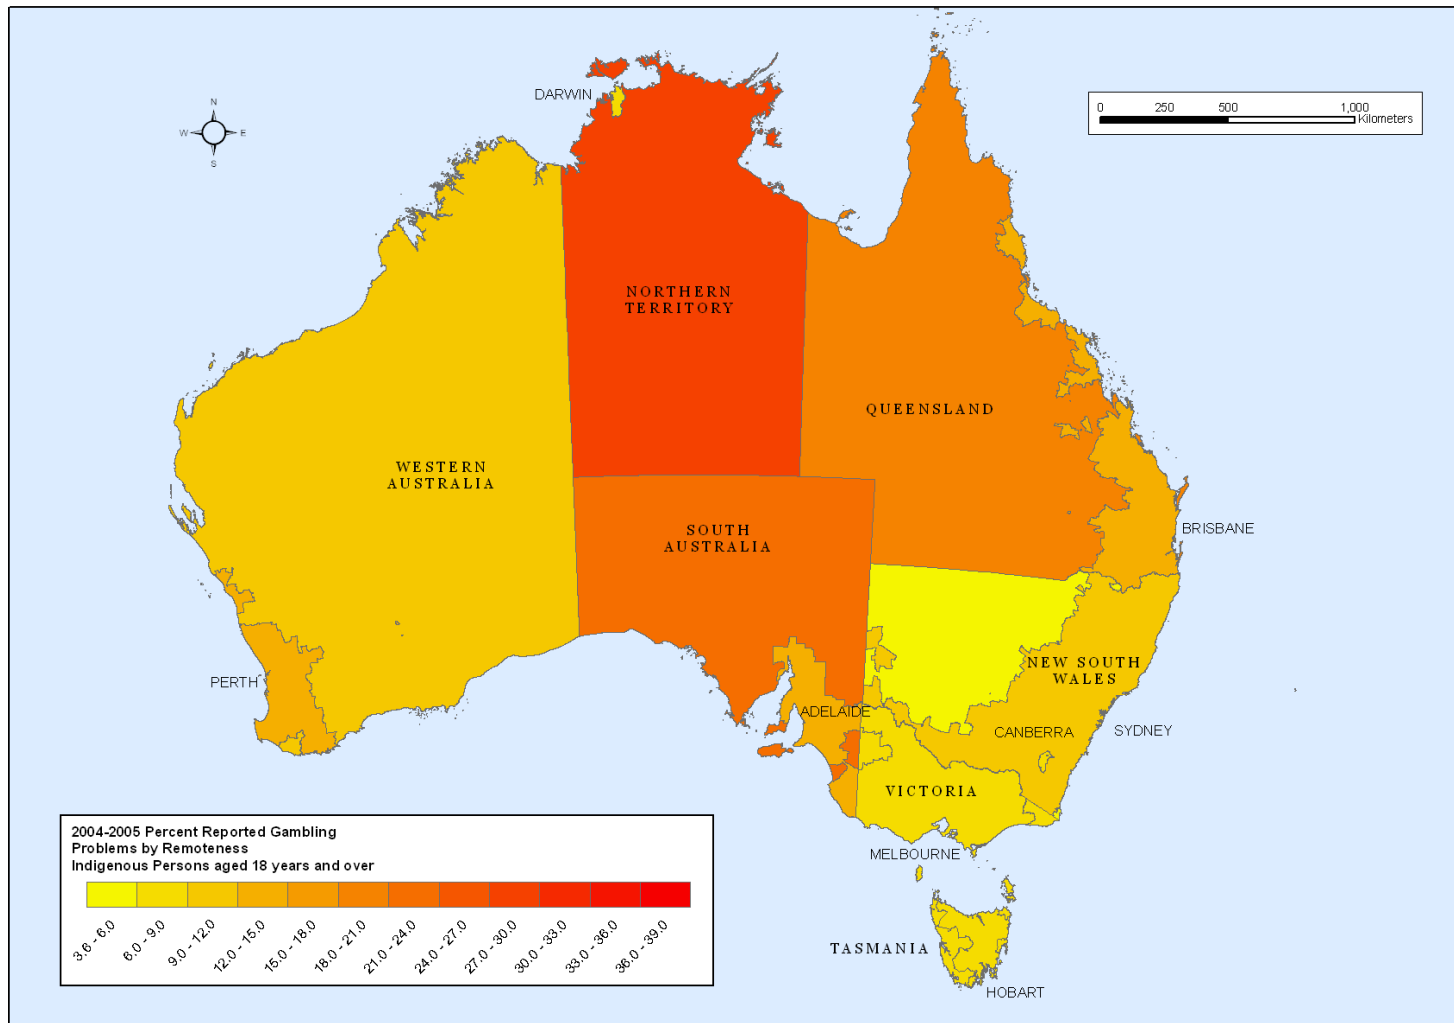 DARWIN
N
W E
S
0 250 500 1,000
Kilometers
NORTHERN
TERRITORY
QUEENSLAND
WESTERN
AUSTRALIA
SOUTH
AUSTRALIA
BRISBANE
PERTH
NEW SOUTH
WALES
ADELAIDE
CANBERRA
SYDNEY
VICTORIA
MELBOURNE
TASMANIA
HOBART
2004-2005 Percent Reported Gambling
Problems by Remoteness
Indigenous Persons aged 18 years and over
3.6 - 6.0
6.0 - 9.0
9.0 - 12.0
12.0 - 15.0
15.0 - 18.0
18.0 - 21.0
21.0 - 24.0
24.0 - 27.0
27.0 - 30.0
30.0 - 33.0
33.0 - 36.0
36.0 - 39.0